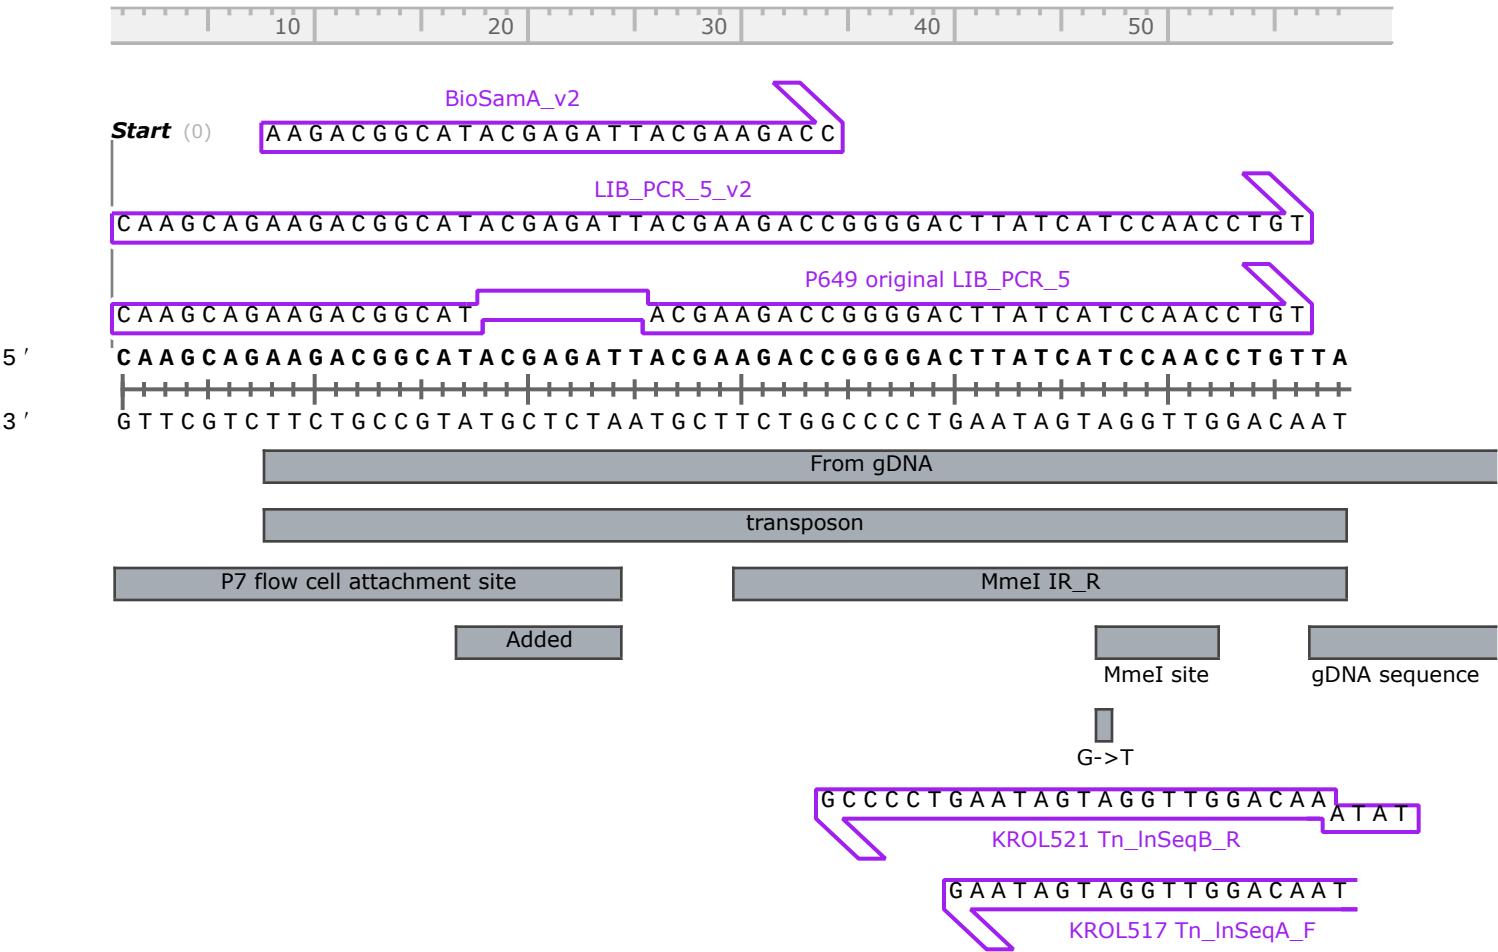 10 20 30 40 50
BioSamA_v2
Start (0)
AAGACGGCATACGAGATTACGAAGACC
LIB_PCR_5_v2
CAAGCAGAAGACGGCATACGAGATTACGAAGACCGGGGACTTATCATCCAACCTGT
P649 original LIB_PCR_5
CAAGCAGAAGACGGCAT ACGAAGACCGGGGACTTATCATCCAACCTGT
5′ CAAGCAGAAGACGGCATACGAGATTACGAAGACCGGGGACTTATCATCCAACCTGTTA
3′ GTTCGTCTTCTGCCGTATGCTCTAATGCTTCTGGCCCCTGAATAGTAGGTTGGACAAT
From gDNA
transposon
P7 flow cell attachment site MmeI IR_R
Added
MmeI site gDNA sequence
G->T
GCCCCTGAATAGTAGGTTGGACAA
ATAT
KROL521 Tn_lnSeqB_R
GAATAGTAGGTTGGACAAT
KROL517 Tn_lnSeqA_F